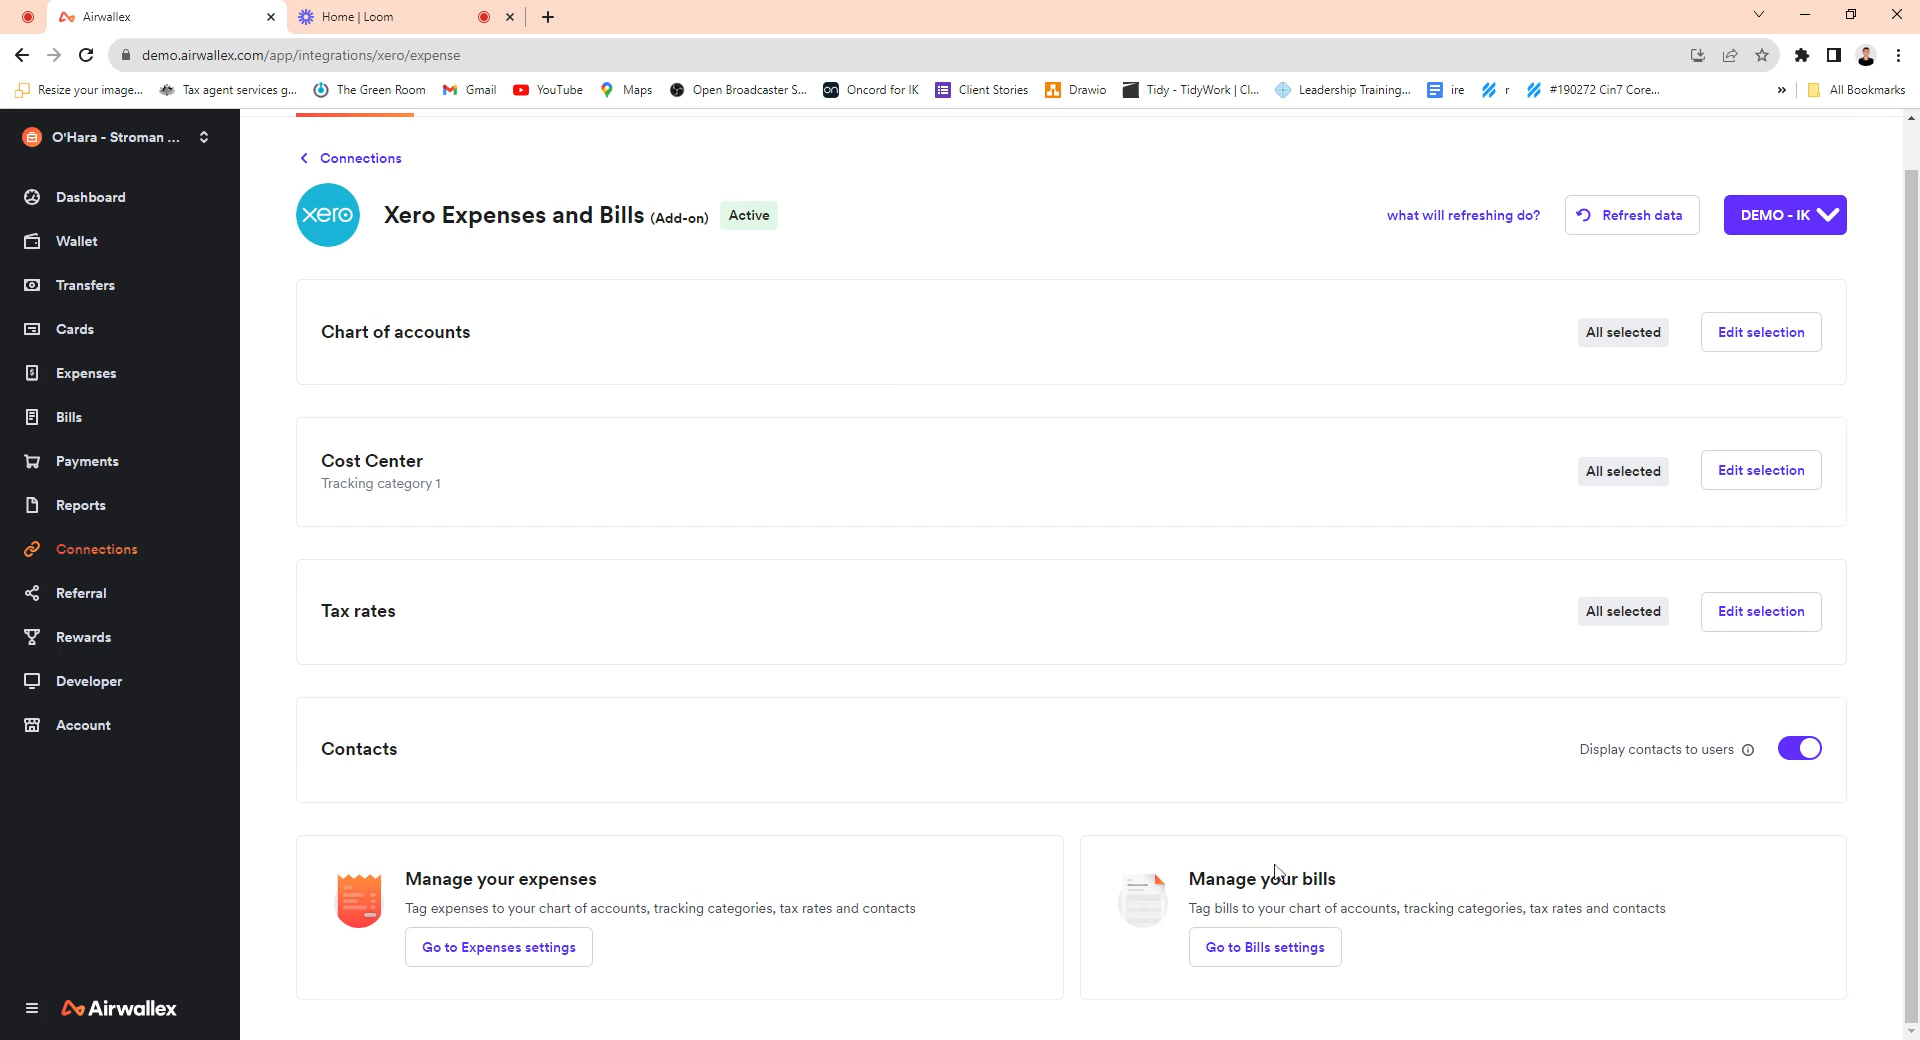 Airwallex
Home | Loom
demo.airwallex.com/app/integrations/xero/expense
Resize your image...
Tax agent services g...
The Green Room
Gmail
YouTube
Maps
Open Broadcaster S...
on
Oncord for IK
Client Stories
Drawio
Tidy - TidyWork | Cl...
Leadership Training...
ire
r
#190272 Cin7 Core...
»
All Bookmarks
O'Hara - Stroman ...
Dashboard
Wallet
Transfers
Cards
Expenses
Bills
Payments
Reports
Connections
Referral
Rewards
Developer
Account
Airwallex
Connections
xero
Xero Expenses and Bills (Add-on)
Active
what will refreshing do?
Refresh data
DEMO - IK
Chart of accounts
All selected
Edit selection
Cost Center
Tracking category 1
All selected
Edit selection
Tax rates
All selected
Edit selection
Contacts
Display contacts to users
Manage your expenses
Tag expenses to your chart of accounts, tracking categories, tax rates and contacts
Go to Expenses settings
Manage your bills
Tag bills to your chart of accounts, tracking categories, tax rates and contacts
Go to Bills settings